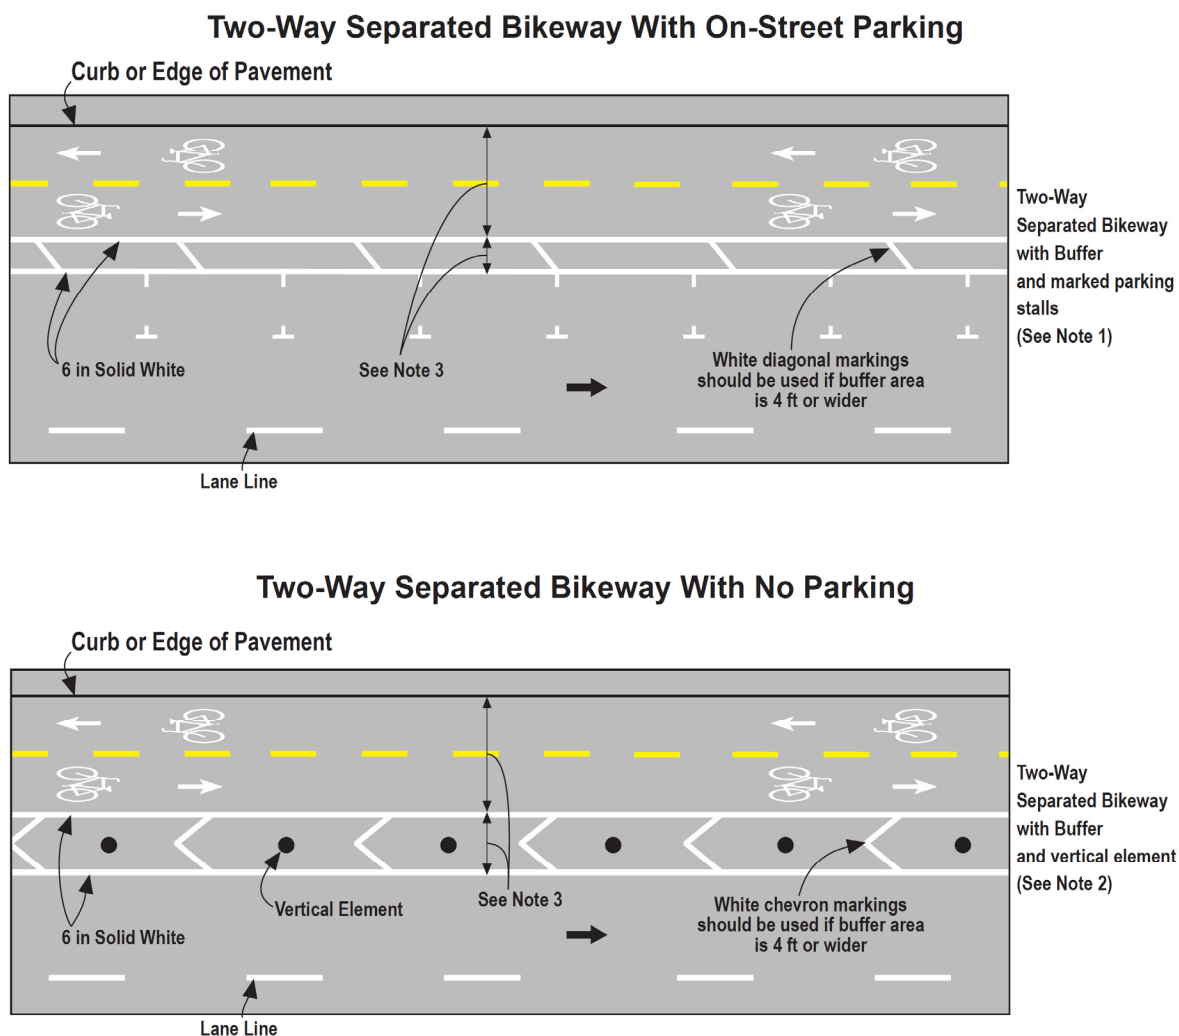 Two-Way Separated Bikeway With On-Street Parking
Curb or Edge of Pavement
Two-Way
Separated Bikeway
with Buffer
and marked parking
stalls
(See Note 1)
6 in Solid White
See Note 3
White diagonal markings
should be used if buffer area
is 4 ft or wider
Lane Line
Two-Way Separated Bikeway With No Parking
Curb or Edge of Pavement
Two-Way
Separated Bikeway
with Buffer
and vertical element
(See Note 2)
Vertical Element
See Note 3
White chevron markings
should be used if buffer area
is 4 ft or wider
6 in Solid White
Lane Line